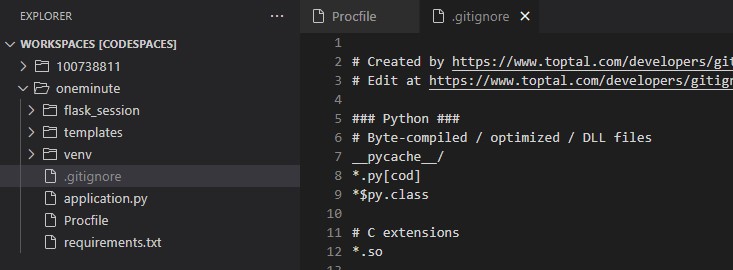 EXPLORER
WORKSPACES [CODESPACES]
100738811
oneminute
flask_session
templates
venv
.gitignore
application.py
Procfile
requirements.txt
Procfile
.gitignore
1
2 # Created by https://www.toptal.com/developers/git
3 # Edit at https://www.toptal.com/developers/gitign
4
5 ### Python ###
6 # Byte-compiled / optimized / DLL files
7 __pycache__/
8 *.py[cod]
9 *$py.class
10
11 # C extensions
12 *.so